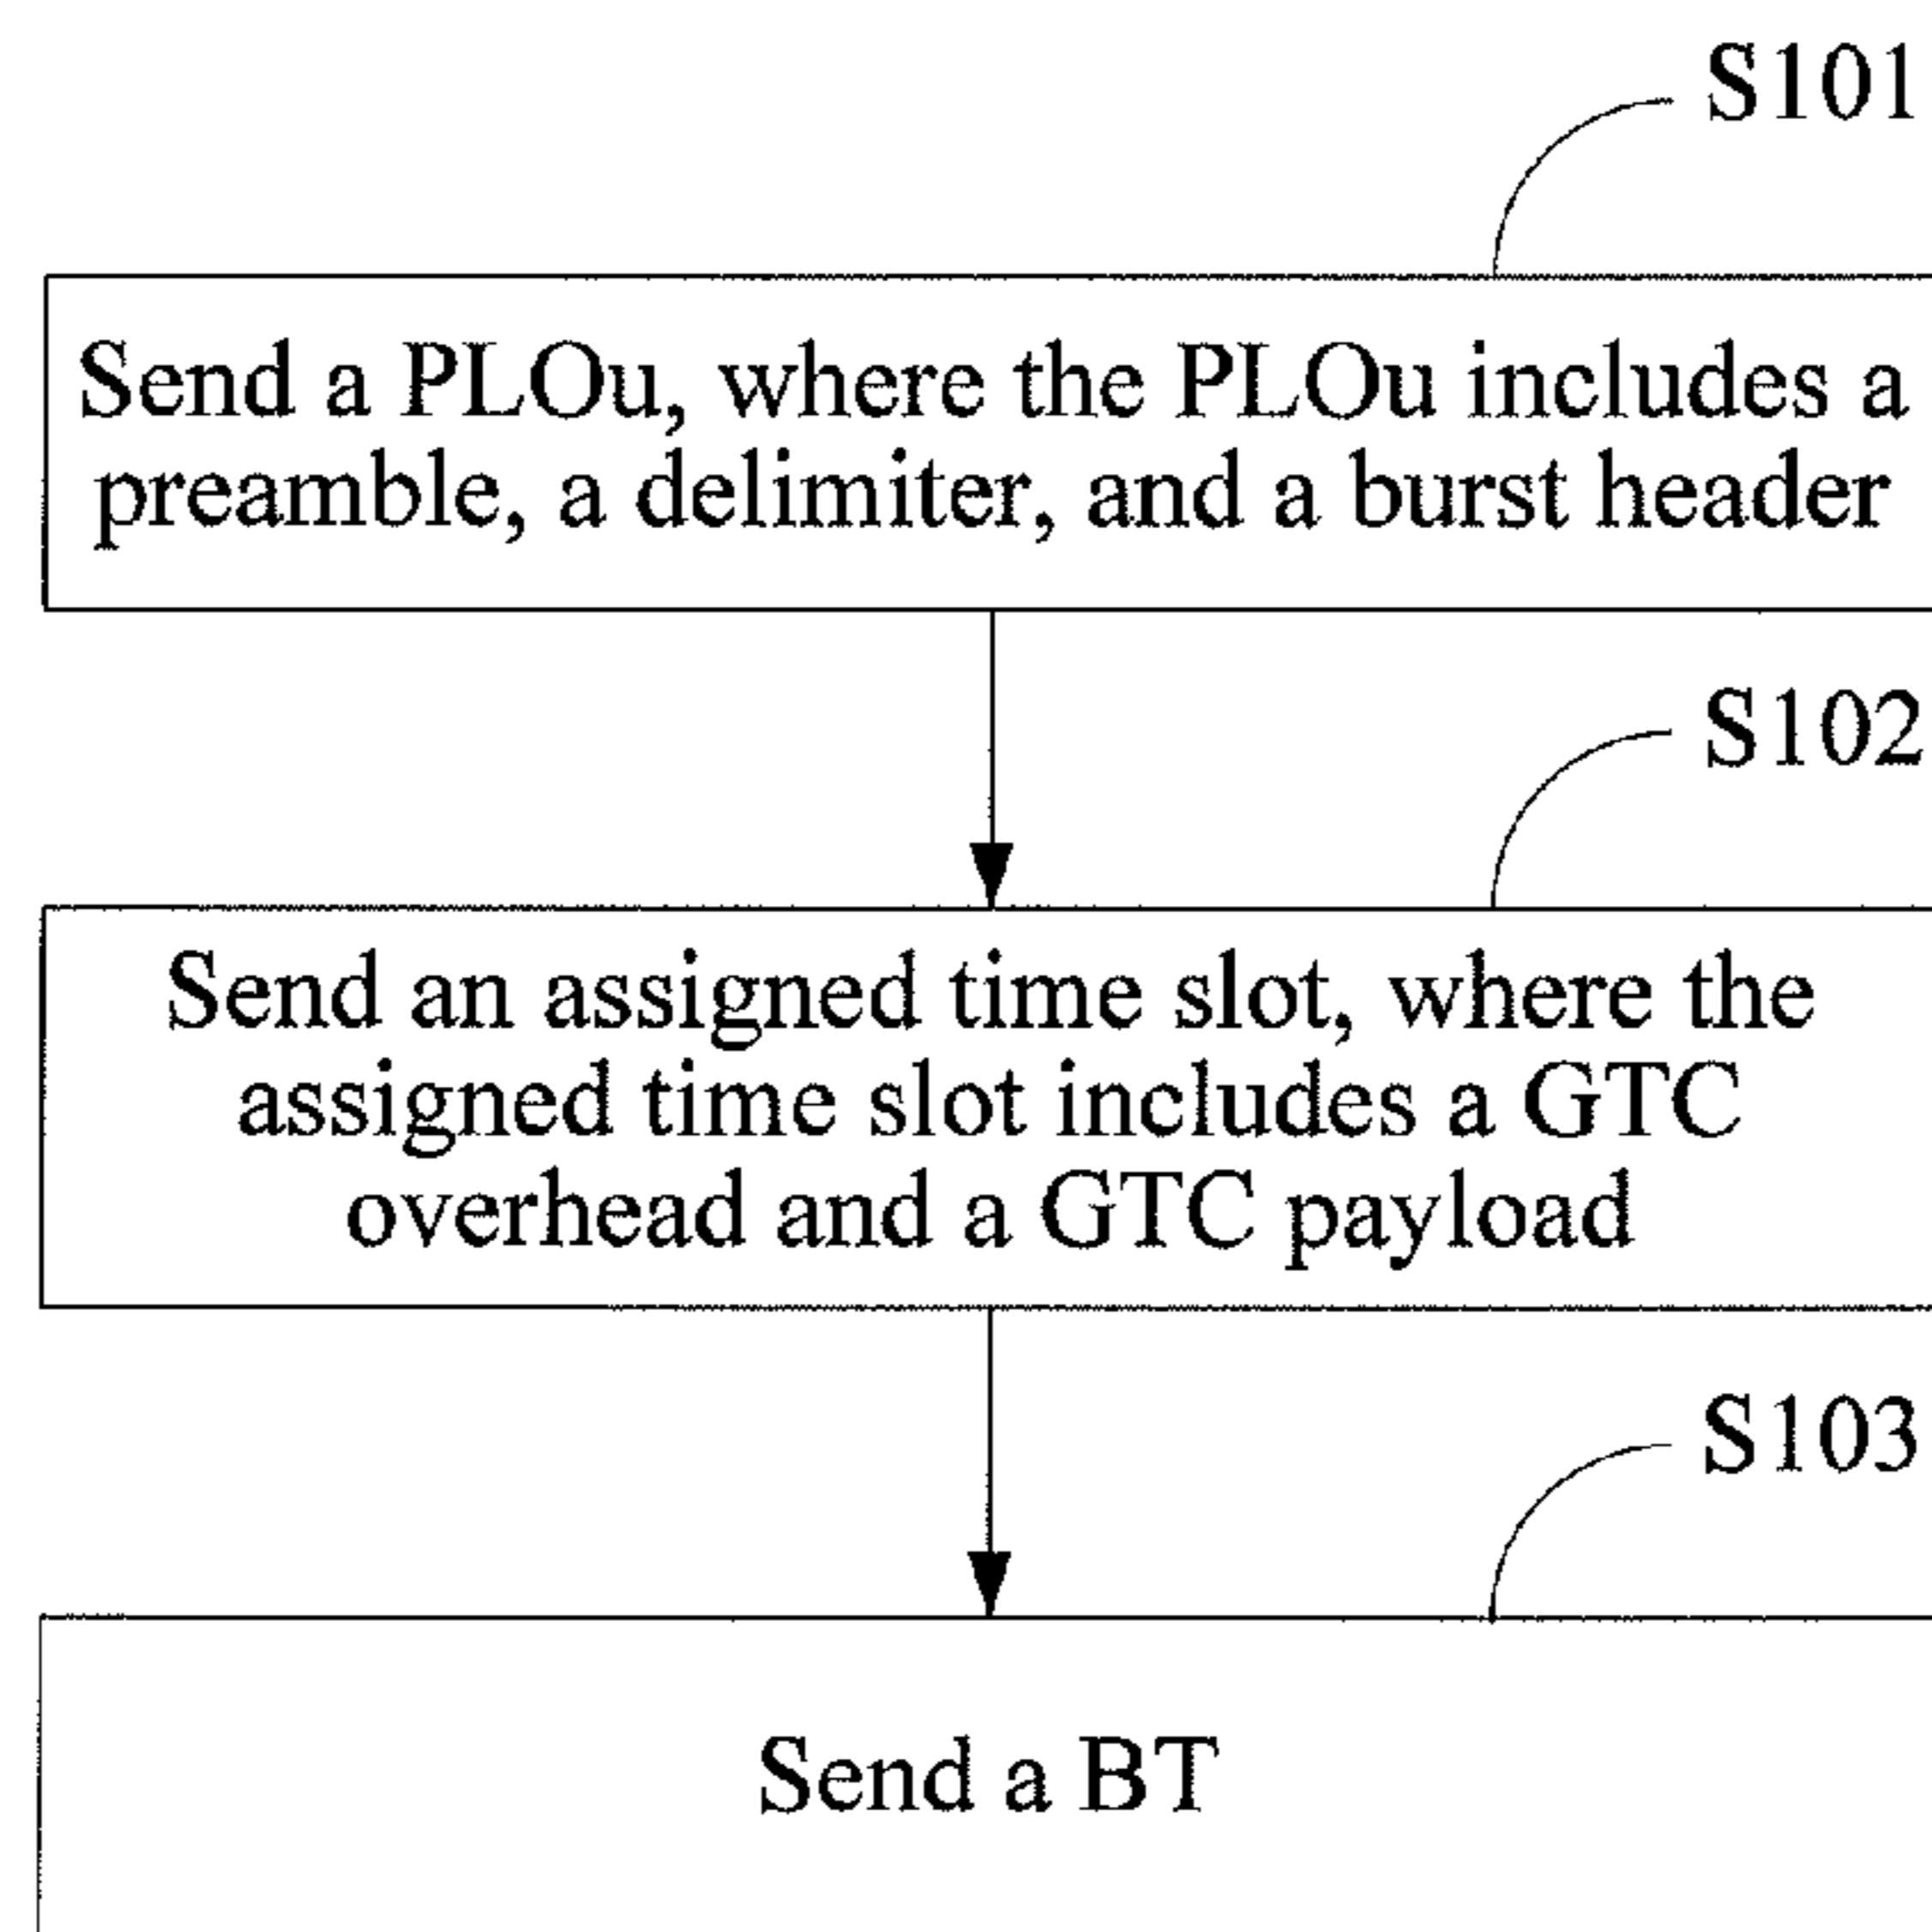 S101
Send a PLOu, where the PLOu includes a
preamble, a delimiter, and a burst header
S102
Send an assigned time slot, where the
assigned time slot includes a GTC
overhead and a GTC payload
S103
Send a BT